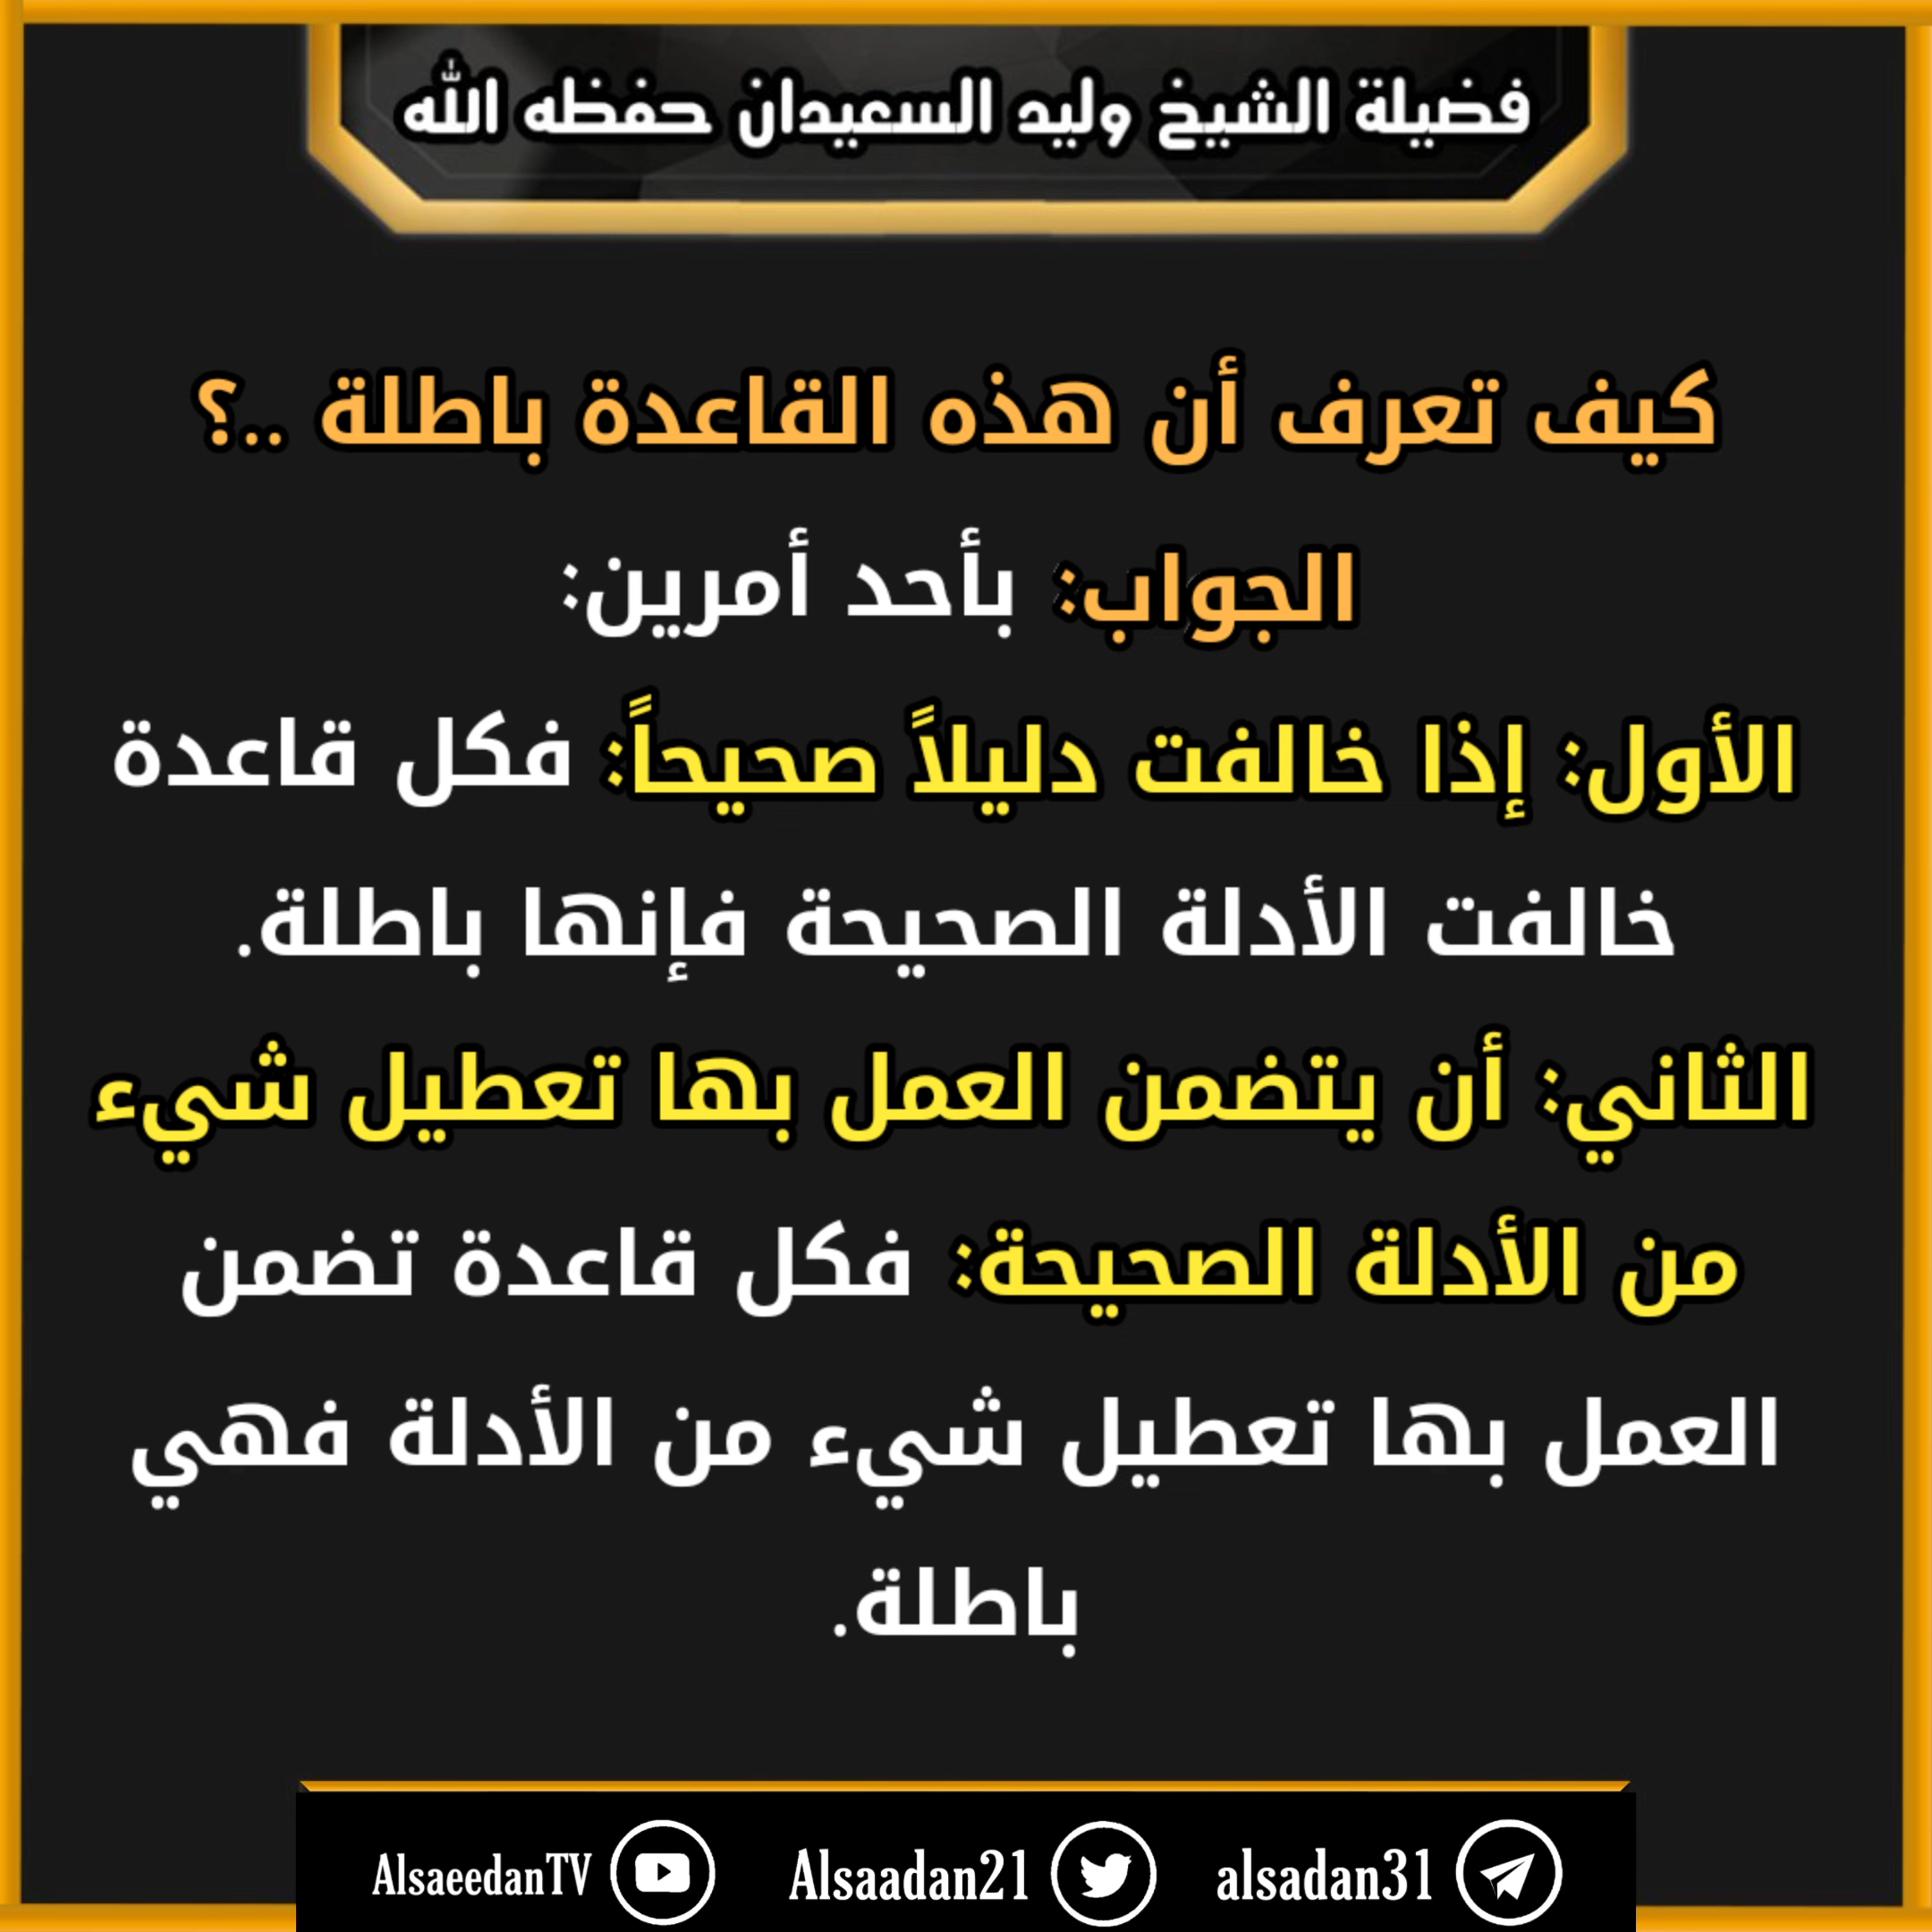 فضيلة الشيخ وليد السعيدان حفظه الله
كيف تعرف أن هذه القاعدة باطلة ..؟
الجواب: بأحد أمرين:
الأول: إذا خالفت دليلاً صحيحاً: فكل قاعدة
خالفت الأدلة الصحيحة فإنها باطلة.
الثاني: أن يتضمن العمل بها تعطيل شيء
من الأدلة الصحيحة: فكل قاعدة تضمن
العمل بها تعطيل شيء من الأدلة فهي
باطلة.
AlsaeedanTV Alsaadan21 alsadan31